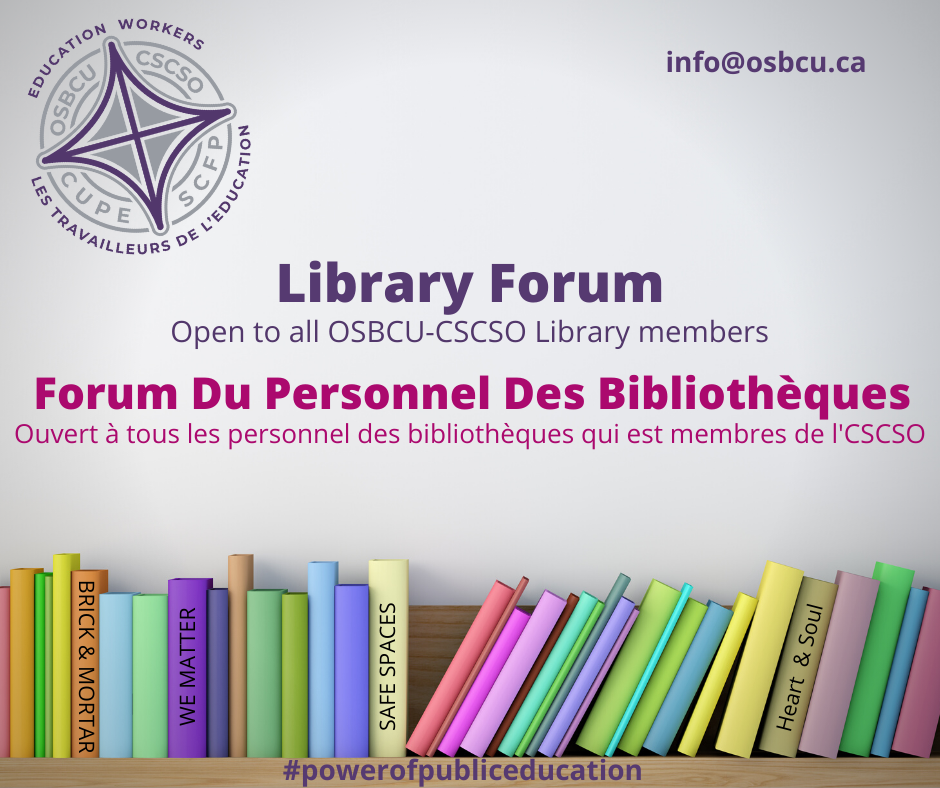 EDUCATION WORKERS
OSBCU
CSCSO
CUPE
SCFP
LES TRAVAILLEURS DE L'EDUCATION
info@osbcu.ca
Library Forum
Open to all OSBCU-CSCSO Library members
Forum Du Personnel Des Bibliothèques
Ouvert à tous les personnel des bibliothèques qui est membres de l'CSCSO
BRICK & MORTAR
WE MATTER
SAFE SPACES
Heart & Soul
#powerofpubliceducation